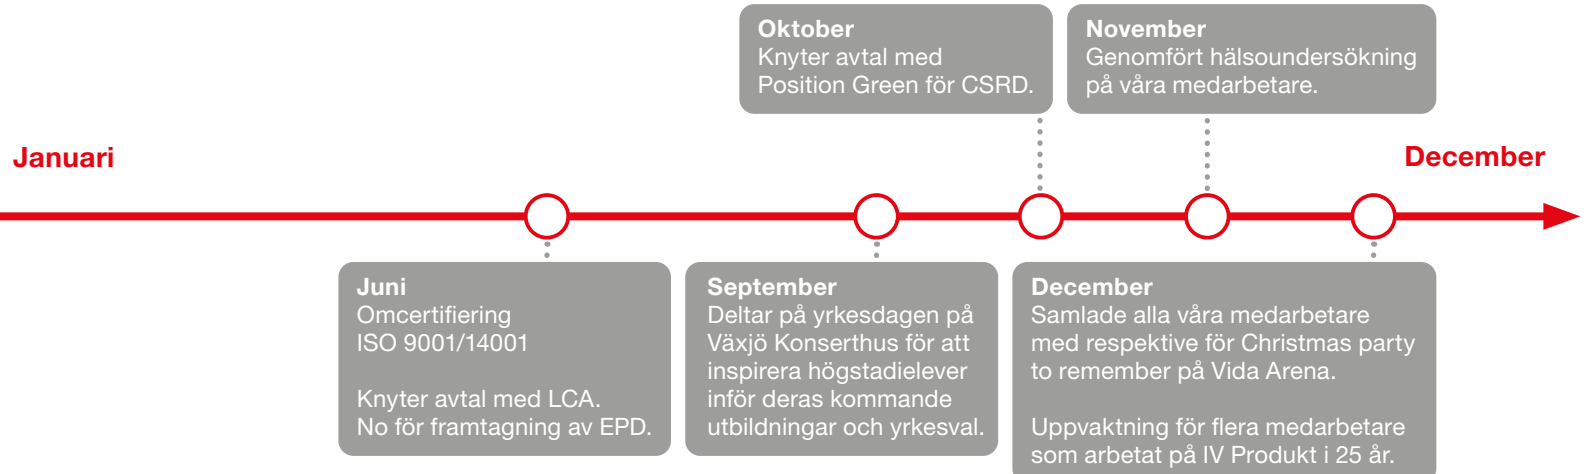 Oktober
Knyter avtal med
Position Green för CSRD.
November
Genomfört hälsoundersökning
på våra medarbetare.
Januari
December
Juni
Omcertifiering
ISO 9001/14001
Knyter avtal med LCA.
No för framtagning av EPD.
September
Deltar på yrkesdagen på
Växjö Konserthus för att
inspirera högstadielever
inför deras kommande
utbildningar och yrkesval.
December
Samlade alla våra medarbetare
med respektive för Christmas party
to remember på Vida Arena.
Uppvaktning för flera medarbetare
som arbetat på IV Produkt i 25 år.